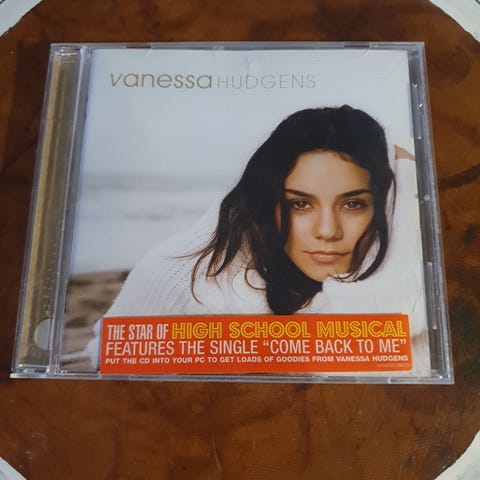 vanessa HUDGENS
THE STAR OF HIGH SCHOOL MUSICAL
FEATURES THE SINGLE "COME BACK TO ME"
PUT THE CD INTO YOUR PC TO GET LOADS OF GOODIES FROM VANESSA HUDGENS